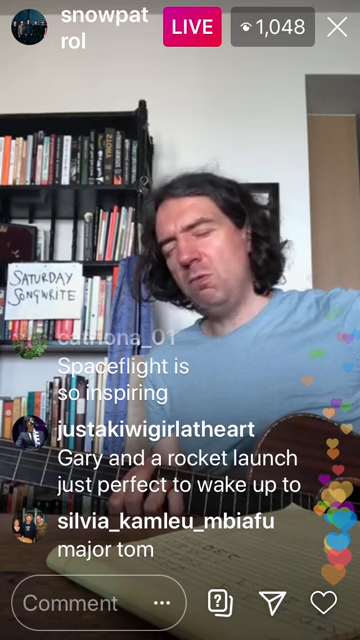 snowpat
rol
LIVE
1,048
SATURDAY
SONGWRITE
catriona_01
Spaceflight is
so inspiring
justakiwigirlatheart
Gary and a rocket launch
just perfect to wake up to
silvia_kamleu_mbiafu
major tom
Comment